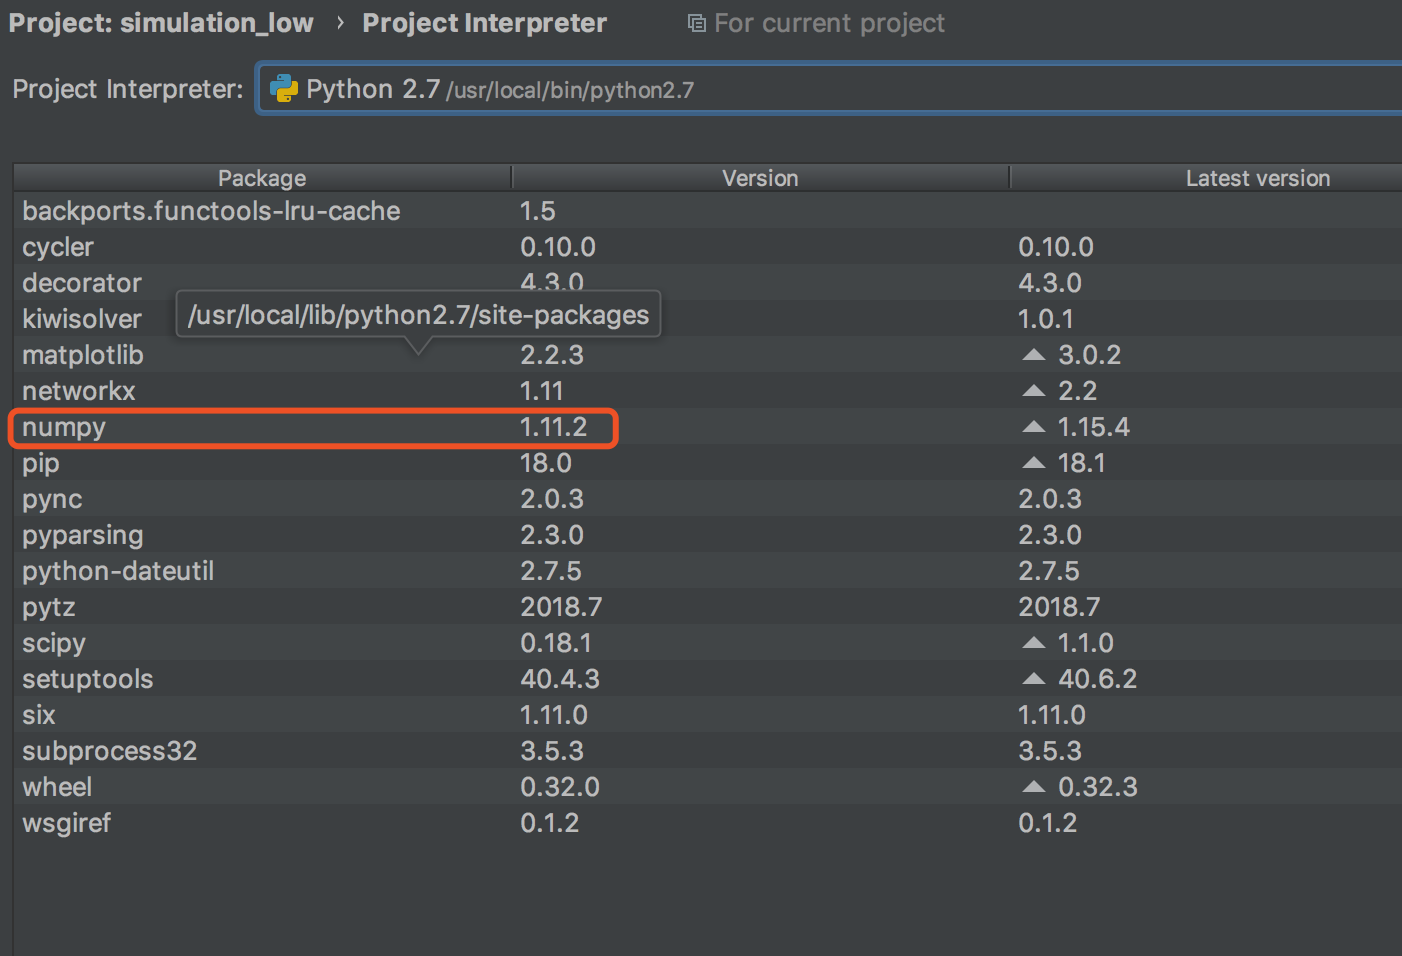 Project: simulation_low › Project Interpreter For current project
Project Interpreter: Python 2.7 /usr/local/bin/python2.7
Package Version Latest version
backports.functools-lru-cache 1.5
cycler 0.10.0 0.10.0
decorator 4.3.0 4.3.0
/usr/local/lib/python2.7/site-packages
kiwisolver 1.0.1
matplotlib 2.2.3 3.0.2
networkx 1.11 2.2
numpy 1.11.2 1.15.4
pip 18.0 18.1
pync 2.0.3 2.0.3
pyparsing 2.3.0 2.3.0
python-dateutil 2.7.5 2.7.5
pytz 2018.7 2018.7
scipy 0.18.1 1.1.0
setuptools 40.4.3 40.6.2
six 1.11.0 1.11.0
subprocess32 3.5.3 3.5.3
wheel 0.32.0 0.32.3
wsgiref 0.1.2 0.1.2